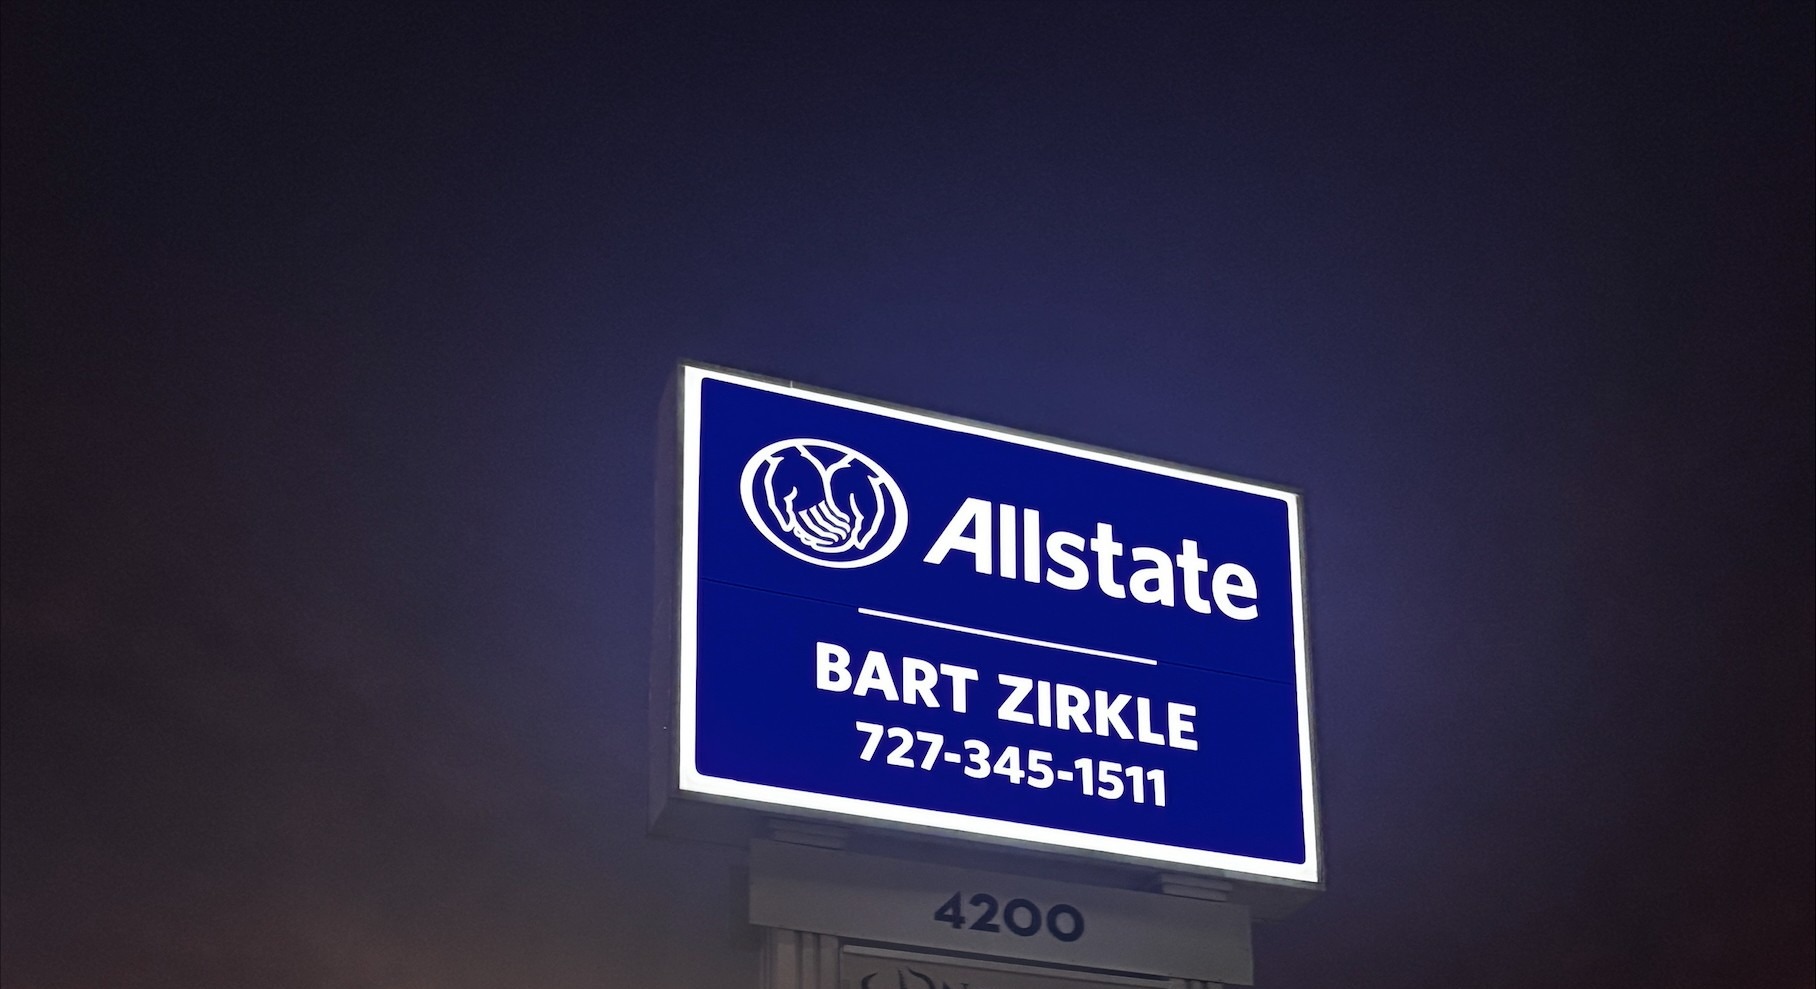 Allstate
BART ZIRKLE
727-345-1511
4200